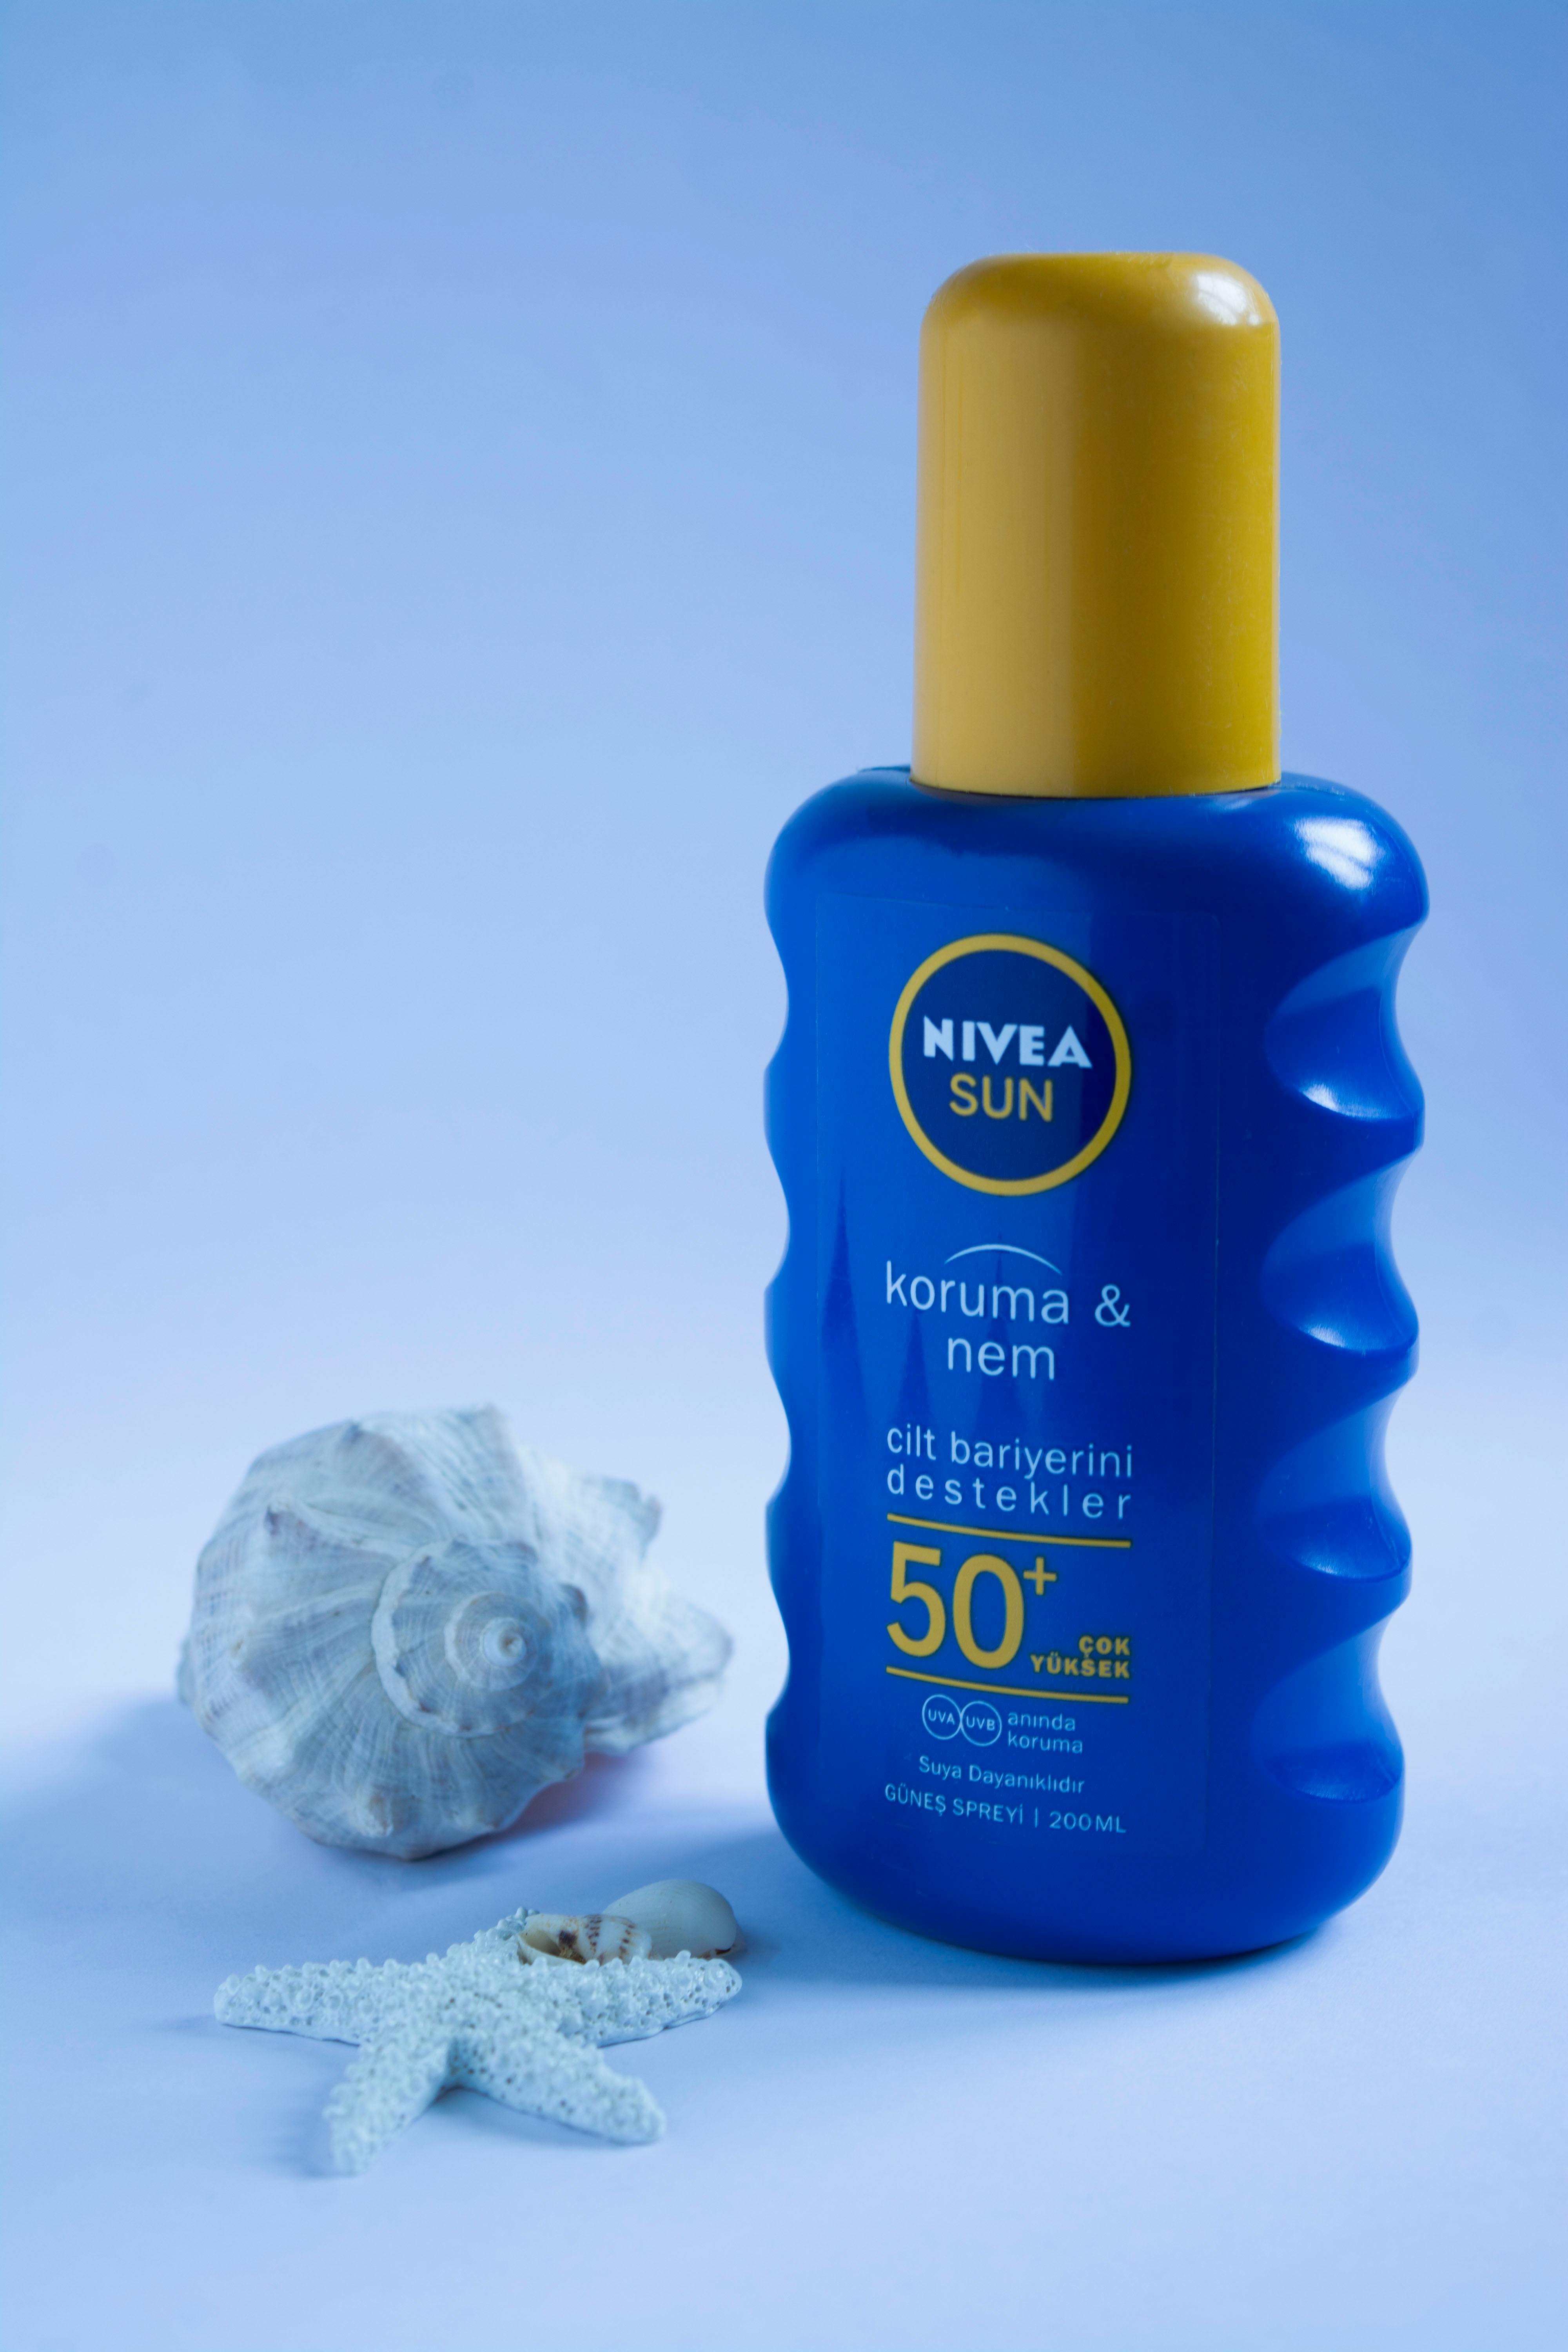 NIVEA
SUN
koruma &
nem
cilt bariyerini
destekler
50+
ÇOK
YÜKSEK
UVA UVB anında
koruma
Suya Dayanıklıdır
GÜNEŞ SPREYİ | 200ML